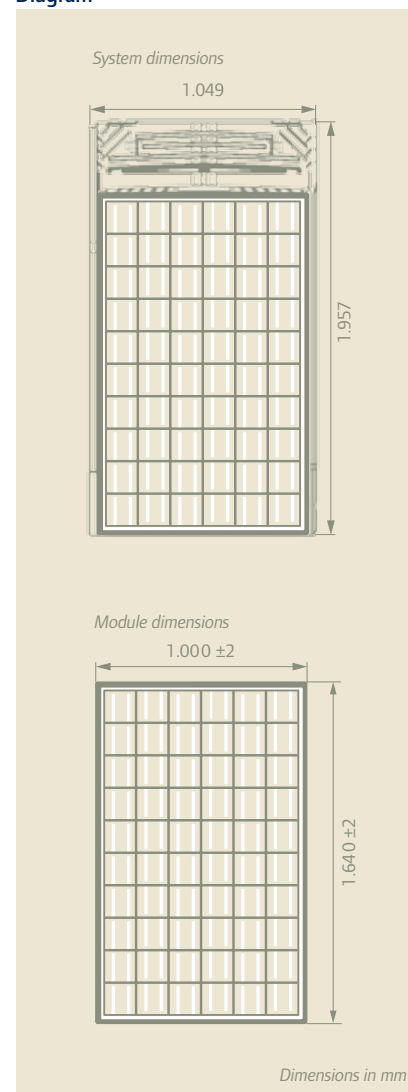 Diagram
System dimensions
1.049
1.957
Module dimensions
1.000 ±2
1.640 ±2
Dimensions in mm